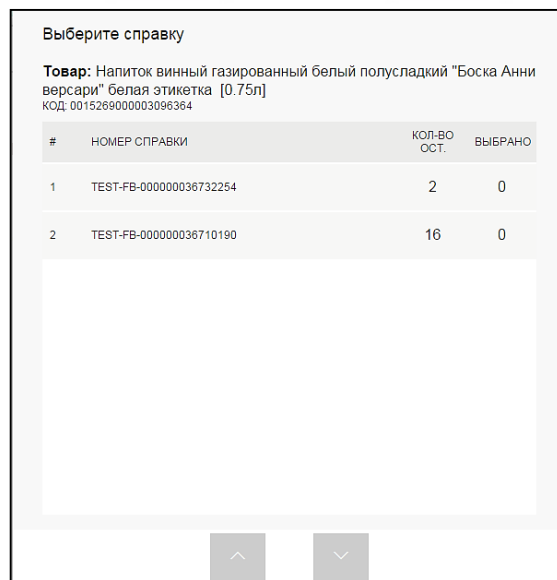 Выберите справку
Товар: Напиток винный газированный белый полусладкий "Боска Анни
версари" белая этикетка [0.75л]
КОД: 0015269000003096364
# НОМЕР СПРАВКИ КОЛ-ВО ОСТ. ВЫБРАНО
1 TEST-FB-000000036732254 2 0
2 TEST-FB-000000036710190 16 0